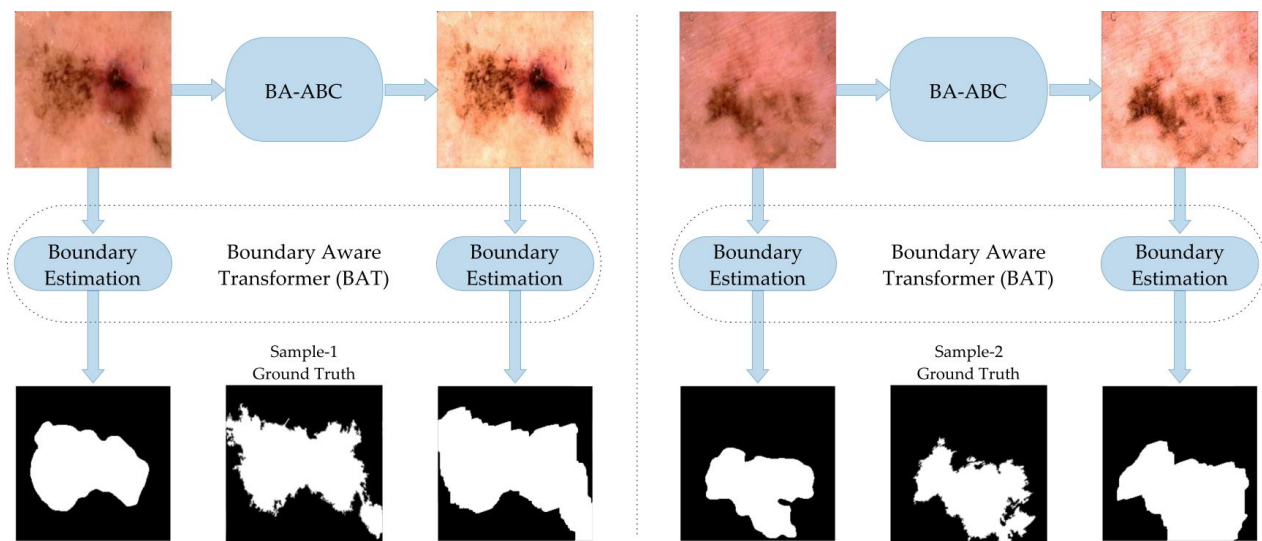 BA-ABC
Boundary
Estimation
Boundary Aware
Transformer (BAT)
Boundary
Estimation
Sample-1
Ground Truth
BA-ABC
Boundary
Estimation
Boundary Aware
Transformer (BAT)
Boundary
Estimation
Sample-2
Ground Truth